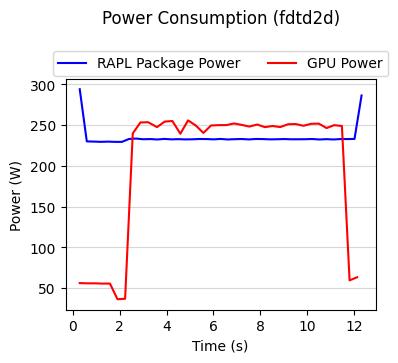 Power Consumption (fdtd2d)
RAPL Package Power GPU Power
300
250
200
150
100
50
Power (W)
0 2 4 6 8 10 12
Time (s)